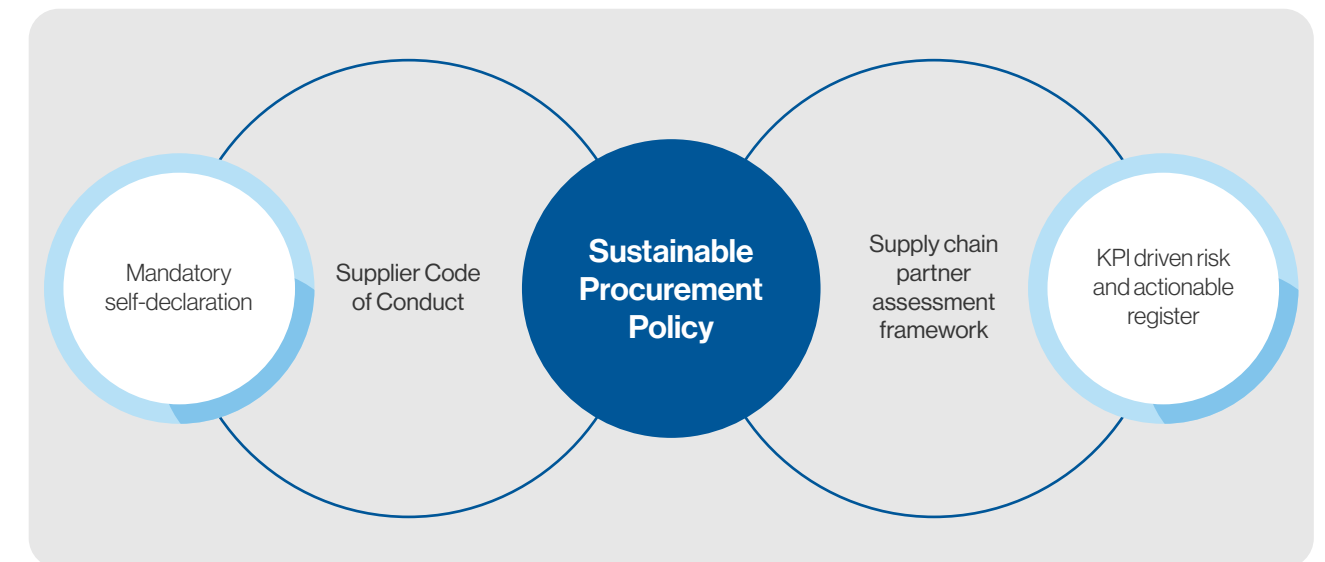 Mandatory
self-declaration
Supplier Code
of Conduct
Sustainable
Procurement
Policy
Supply chain
partner
assessment
framework
KPI driven risk
and actionable
register